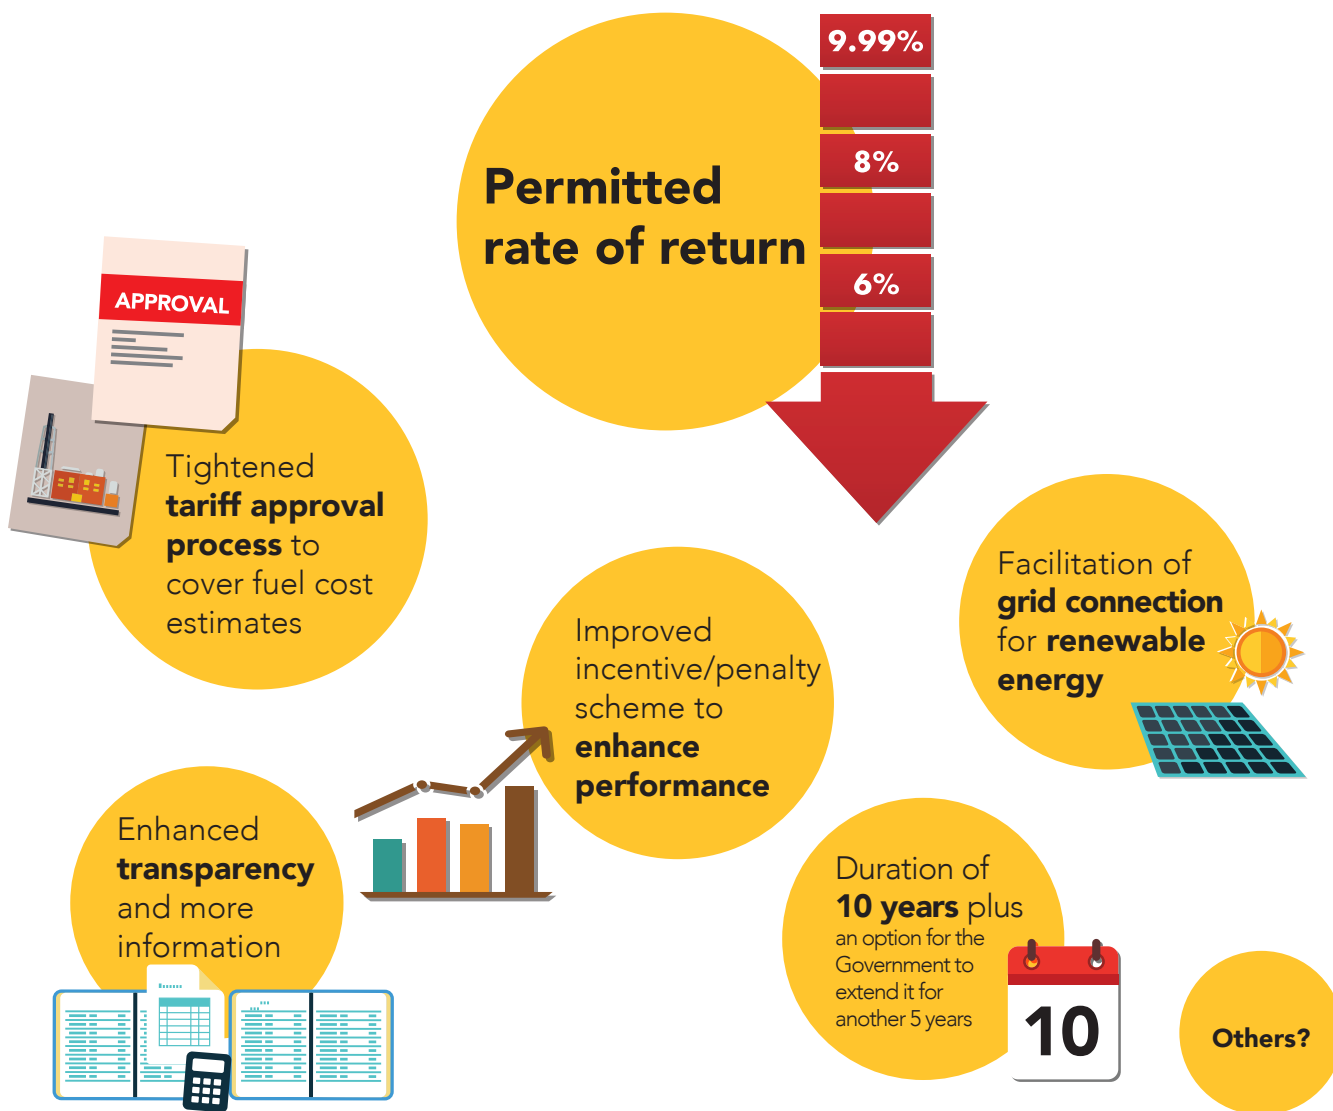 9.99%
8%
6%
Permitted
rate of return
APPROVAL
Tightened
tariff approval
process to
cover fuel cost
estimates
Improved
incentive/penalty
scheme to
enhance
performance
Facilitation of
grid connection
for renewable
energy
Enhanced
transparency
and more
information
Duration of
10 years plus
an option for the
Government to
extend it for
another 5 years
10
Others?